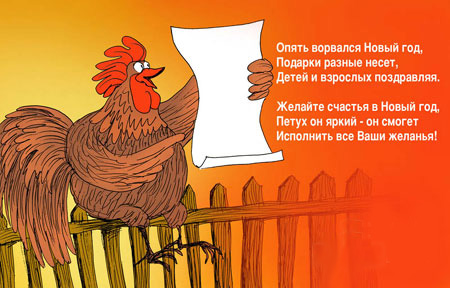 Опять ворвался Новый год,
Подарки разные несет,
Детей и взрослых поздравляя.
Желайте счастья в Новый год,
Петух он яркий - он смогет
Исполнить все Ваши желанья!